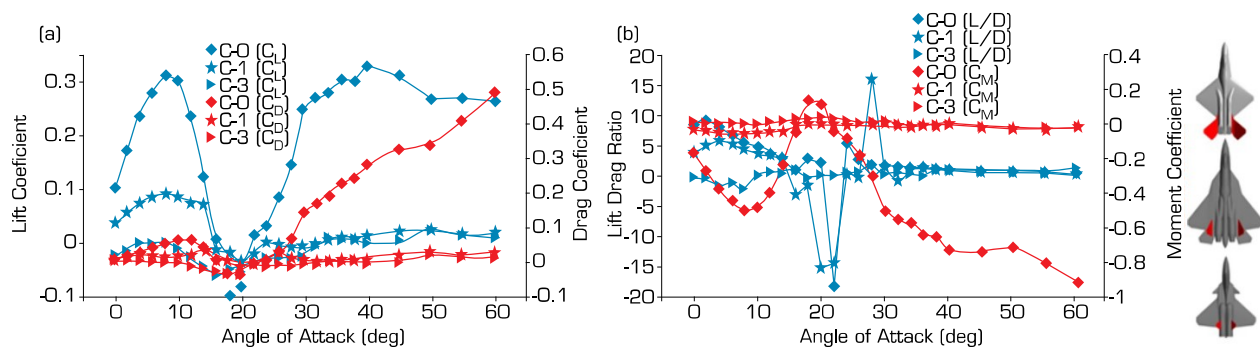 (a)
C-0 (CL)
C-1 (CL)
C-3 (CL)
C-0 (CD)
C-1 (CD)
C-3 (CD)
Lift Coeficient
0.3
0.2
0.1
0
-0.1
0.6
0.5
0.4
0.3
0.2
0.1
0
-0.1
Drag Coeficient
0 10 20 30 40 50 60
Angle of Attack (deg)
(b)
C-0 (L/D)
C-1 (L/D)
C-3 (L/D)
C-0 (CM)
C-1 (CM)
C-3 (CM)
Lift Drag Ratio
20
15
10
5
0
-5
-10
-15
-20
0.4
0.2
0
-0.2
-0.4
-0.6
-0.8
-1
Moment Coefficient
0 10 20 30 40 50 60
Angle of Attack (deg)